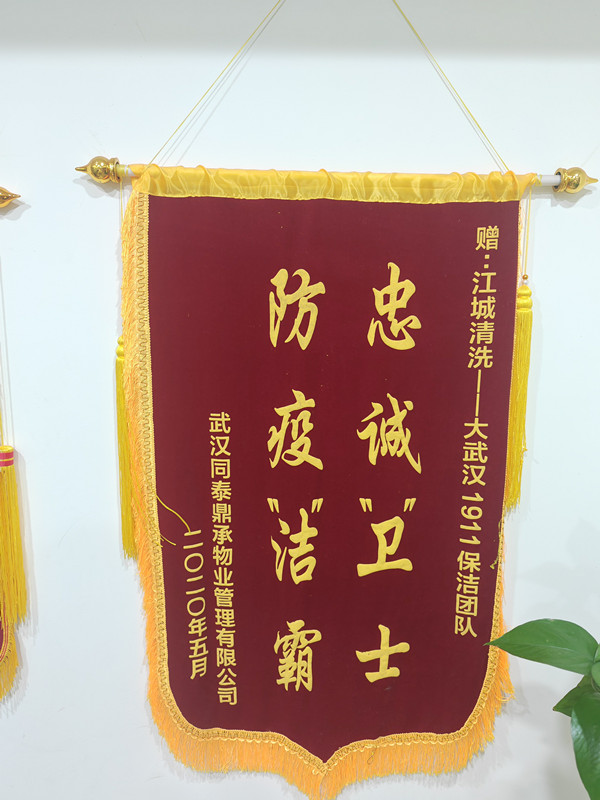 赠:江城清洗——大武汉1911保洁团队
忠诚"卫"士
防疫"洁"霸
武汉同泰鼎承物业管理有限公司
二〇二〇年五月